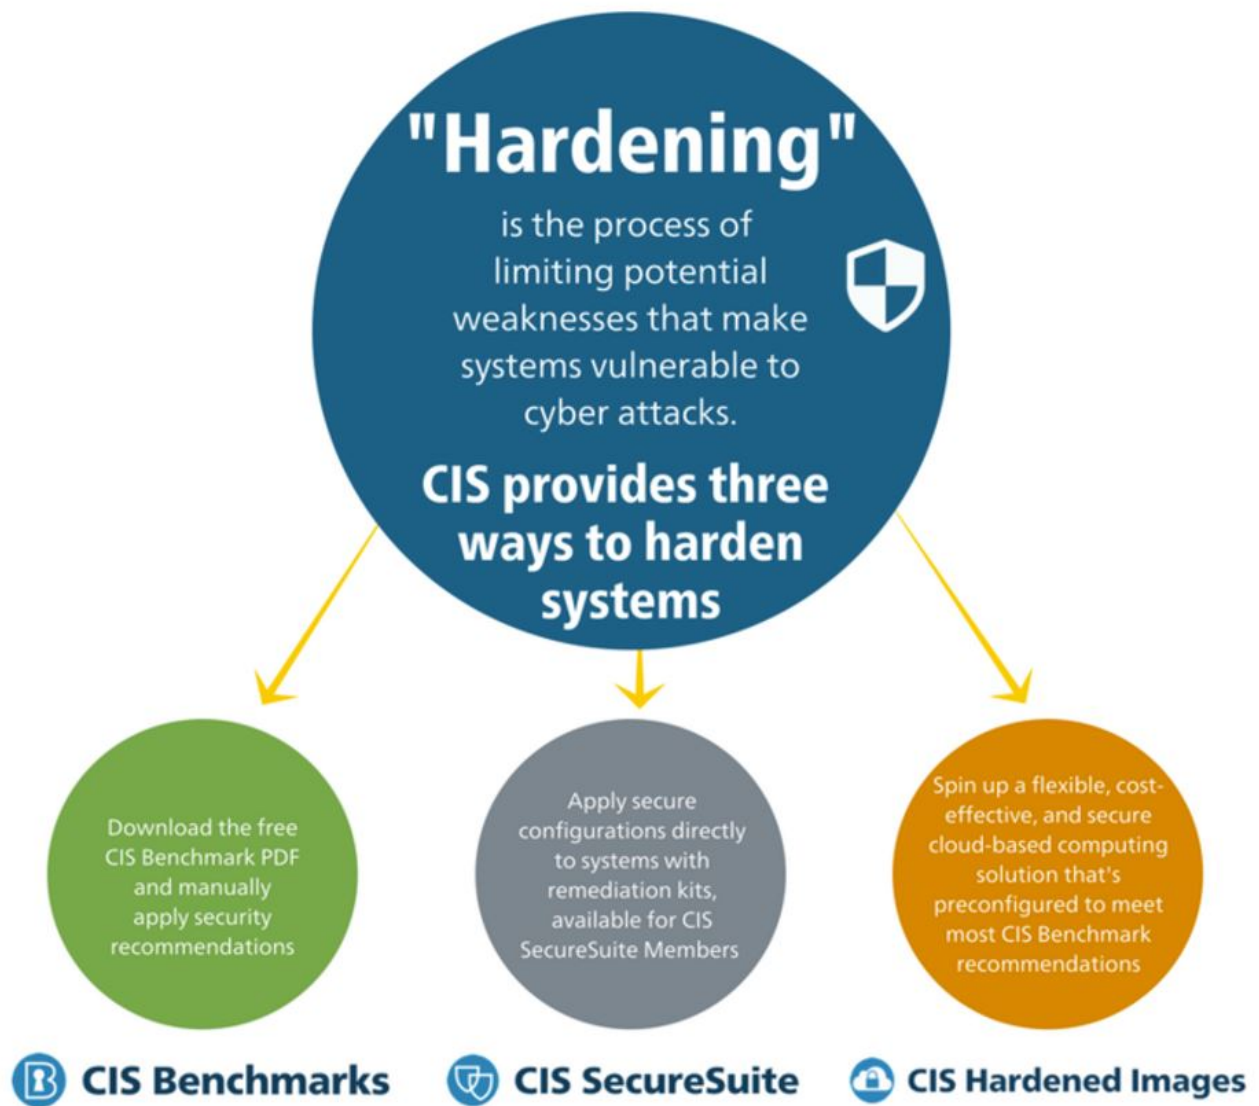 "Hardening"
is the process of
limiting potential
weaknesses that make
systems vulnerable to
cyber attacks.
CIS provides three
ways to harden
systems
Download the free
CIS Benchmark PDF
and manually
apply security
recommendations
Apply secure
configurations directly
to systems with
remediation kits,
available for CIS
SecureSuite Members
Spin up a flexible, cost-
effective, and secure
cloud-based computing
solution that's
preconfigured to meet
most CIS Benchmark
recommendations
CIS Benchmarks
CIS SecureSuite
CIS Hardened Images